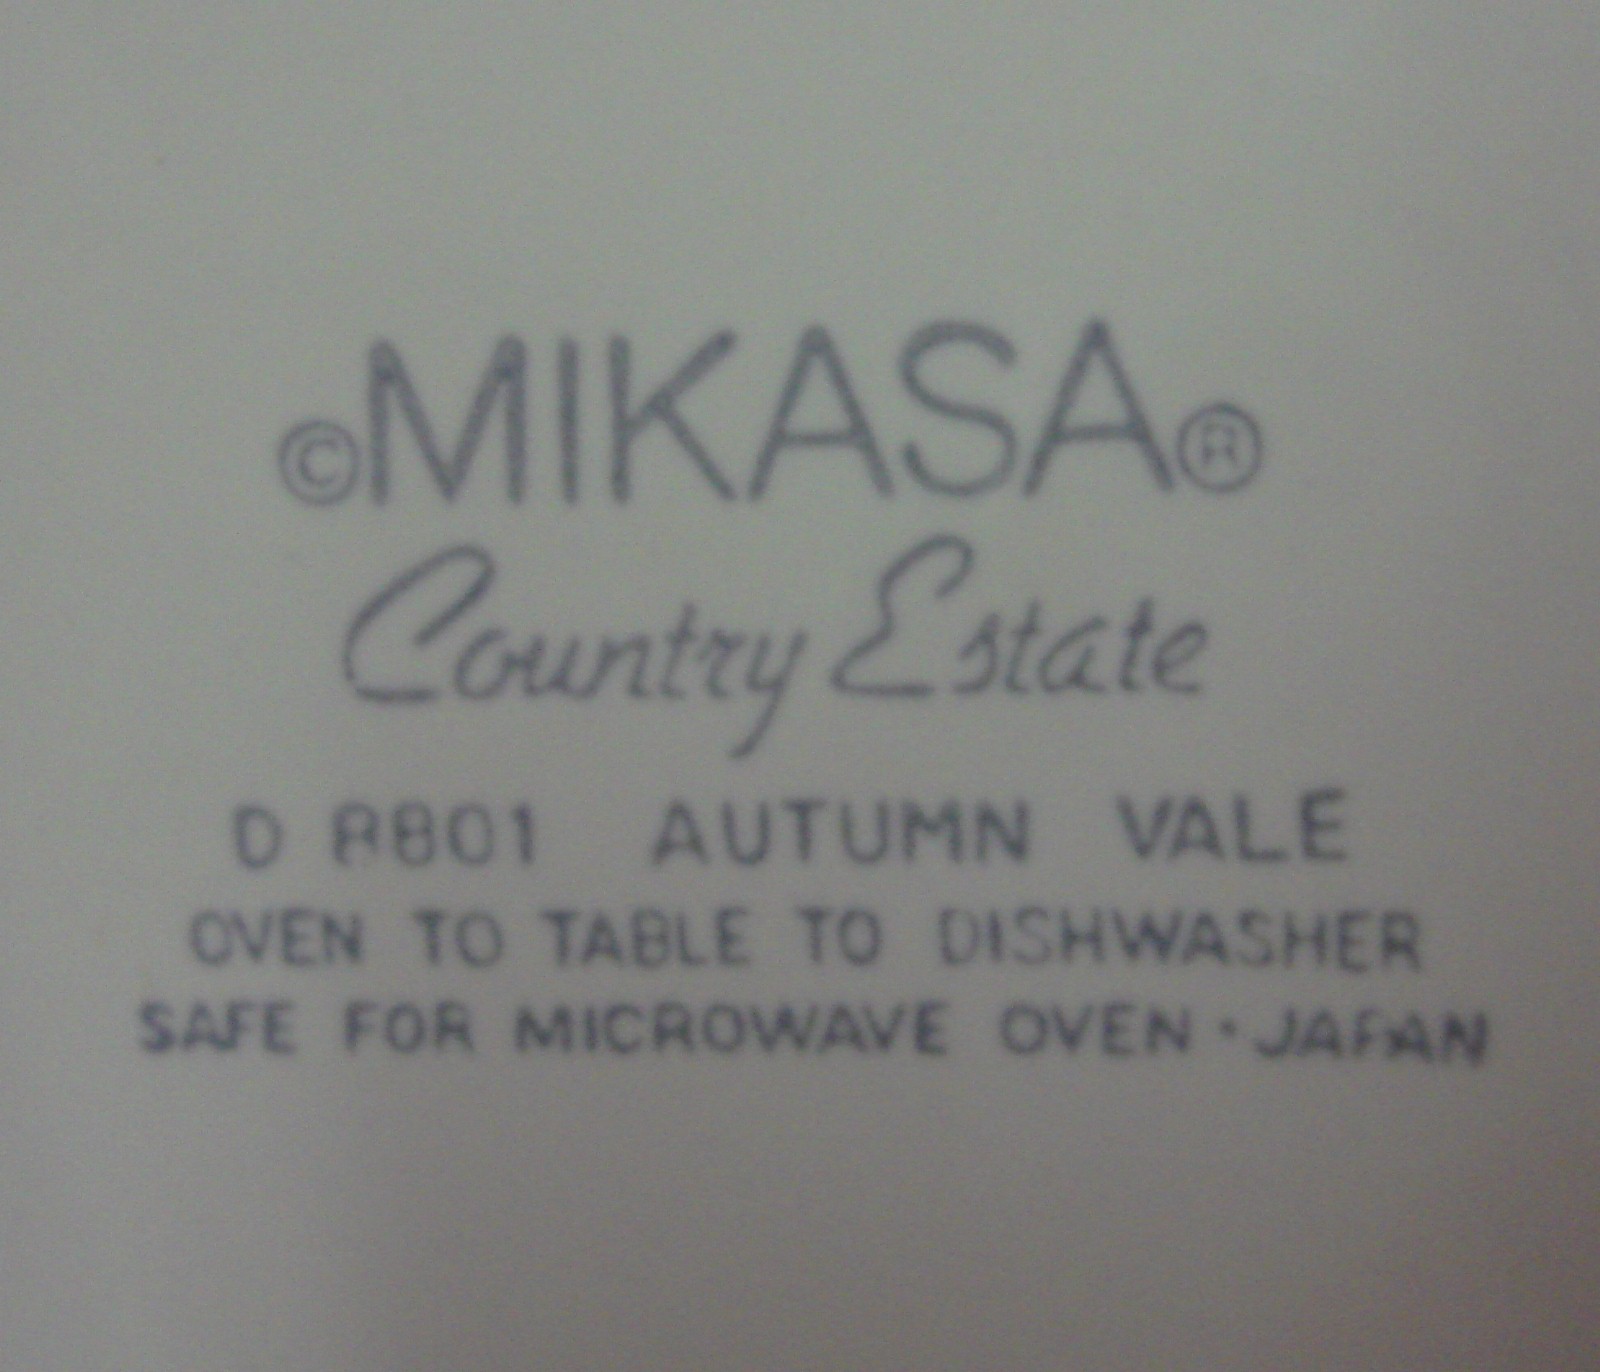 ©MIKASA®
Country Estate
D 8801 AUTUMN VALE
OVEN TO TABLE TO DISHWASHER
SAFE FOR MICROWAVE OVEN · JAPAN